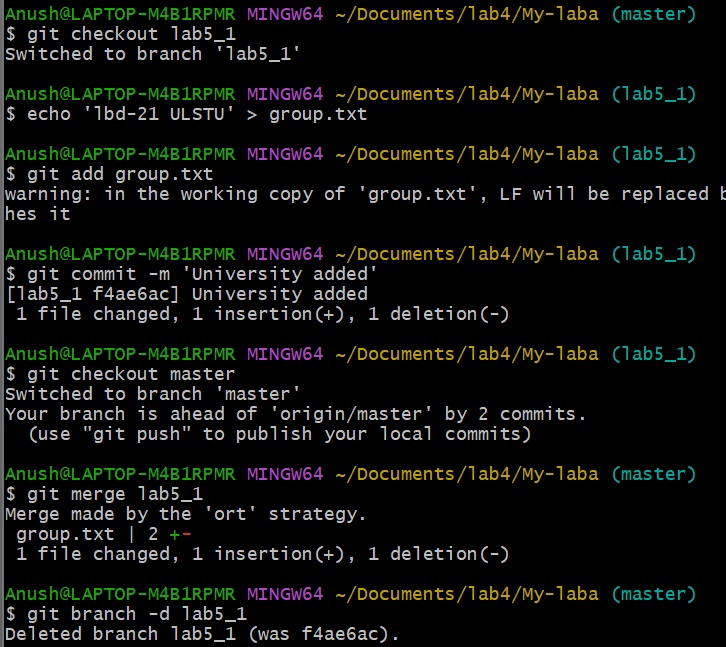 Anush@LAPTOP-M4B1RPMR MINGW64 ~/Documents/lab4/My-laba (master)
$ git checkout lab5_1
Switched to branch 'lab5_1'
Anush@LAPTOP-M4B1RPMR MINGW64 ~/Documents/lab4/My-laba (lab5_1)
$ echo 'lbd-21 ULSTU' > group.txt
Anush@LAPTOP-M4B1RPMR MINGW64 ~/Documents/lab4/My-laba (lab5_1)
$ git add group.txt
warning: in the working copy of 'group.txt', LF will be replaced b
hes it
Anush@LAPTOP-M4B1RPMR MINGW64 ~/Documents/lab4/My-laba (lab5_1)
$ git commit -m 'University added'
[lab5_1 f4ae6ac] University added
1 file changed, 1 insertion(+), 1 deletion(-)
Anush@LAPTOP-M4B1RPMR MINGW64 ~/Documents/lab4/My-laba (lab5_1)
$ git checkout master
Switched to branch 'master'
Your branch is ahead of 'origin/master' by 2 commits.
(use "git push" to publish your local commits)
Anush@LAPTOP-M4B1RPMR MINGW64 ~/Documents/lab4/My-laba (master)
$ git merge lab5_1
Merge made by the 'ort' strategy.
group.txt | 2 +-
1 file changed, 1 insertion(+), 1 deletion(-)
Anush@LAPTOP-M4B1RPMR MINGW64 ~/Documents/lab4/My-laba (master)
$ git branch -d lab5_1
Deleted branch lab5_1 (was f4ae6ac).